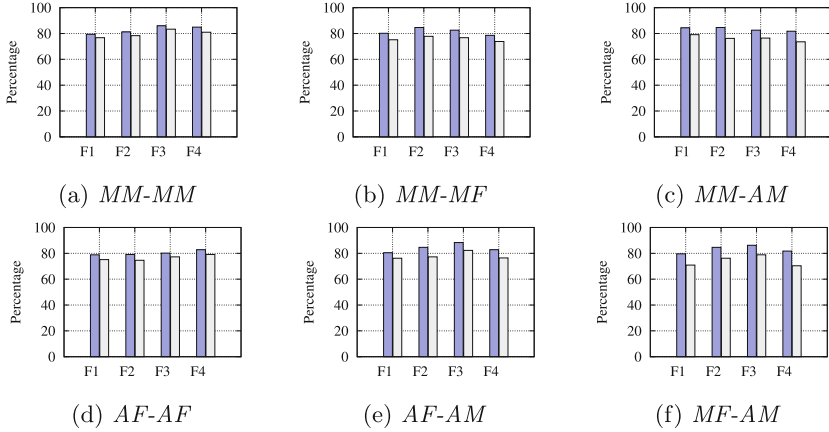 Percentage
100
80
60
40
20
0
F1 F2 F3 F4
(a) MM-MM
Percentage
100
80
60
40
20
0
F1 F2 F3 F4
(b) MM-MF
Percentage
100
80
60
40
20
0
F1 F2 F3 F4
(c) MM-AM
Percentage
100
80
60
40
20
0
F1 F2 F3 F4
(d) AF-AF
Percentage
100
80
60
40
20
0
F1 F2 F3 F4
(e) AF-AM
Percentage
100
80
60
40
20
0
F1 F2 F3 F4
(f) MF-AM